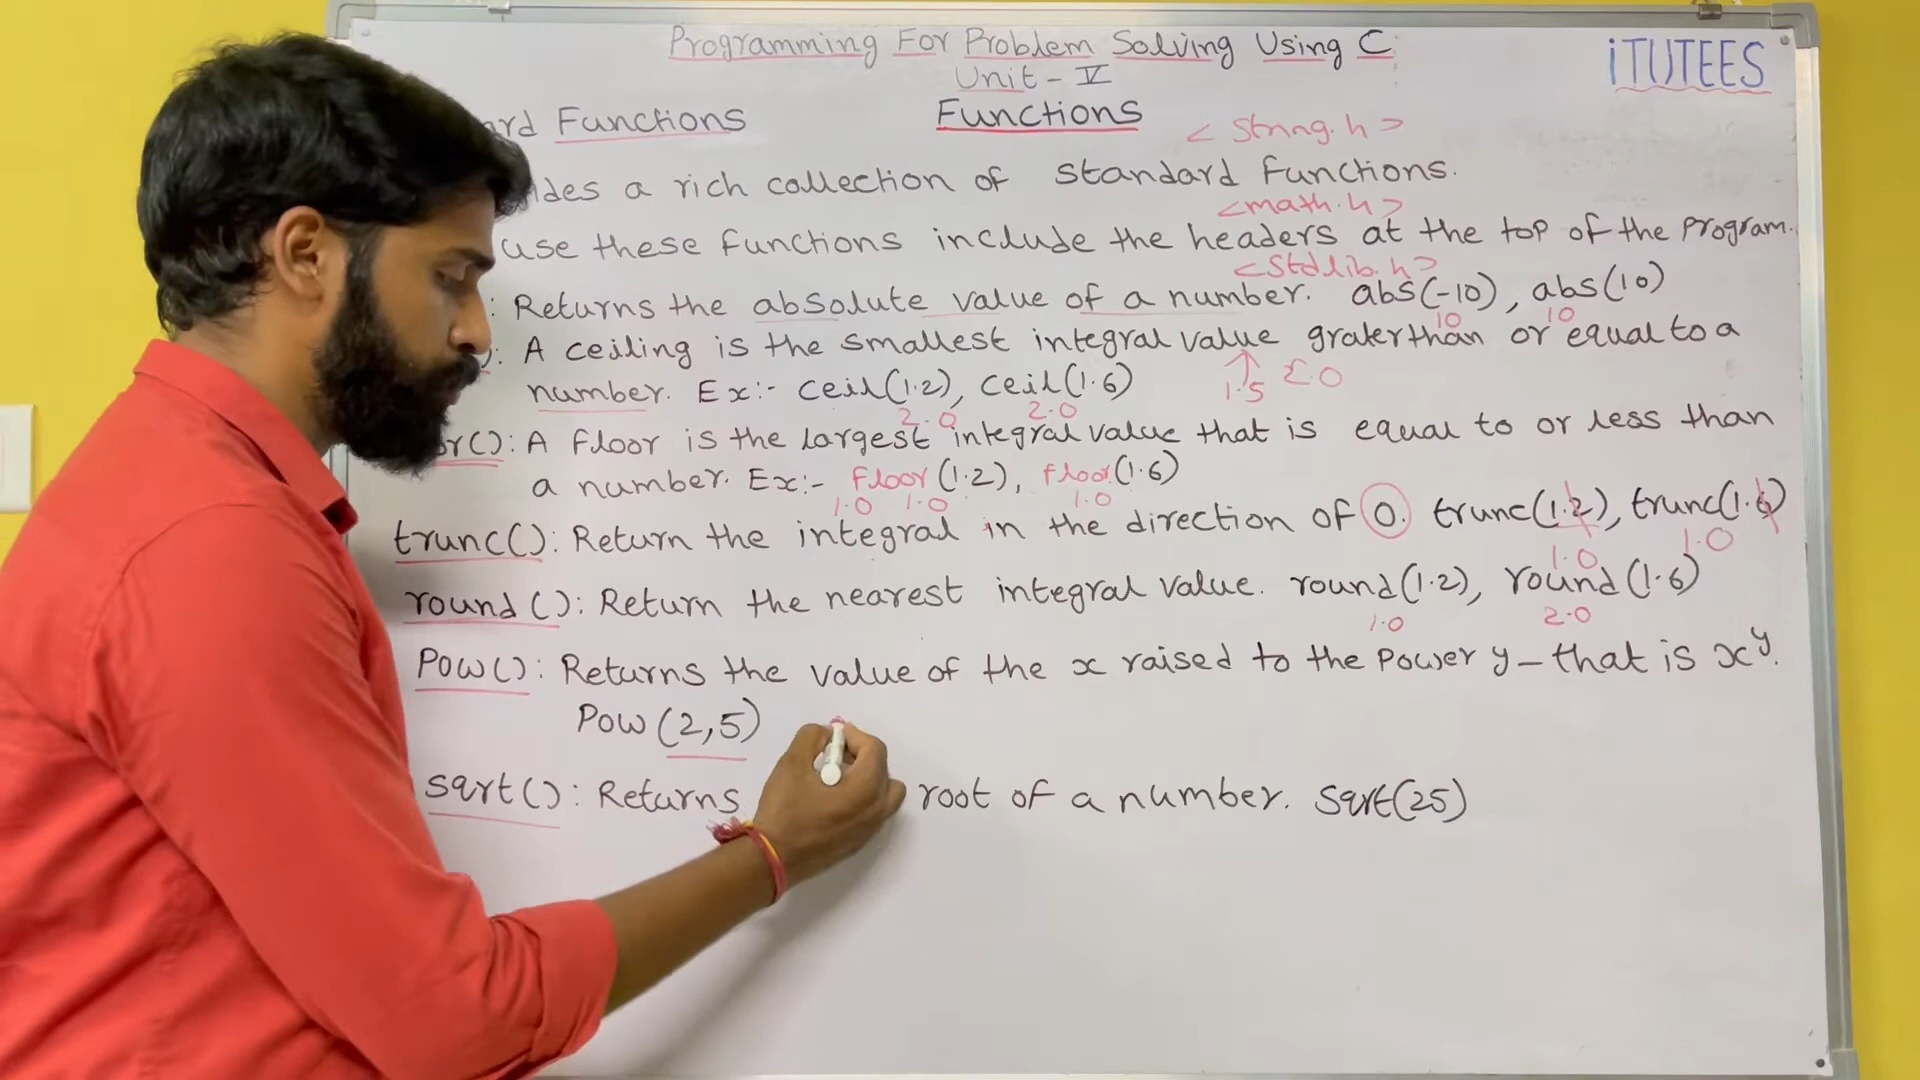 Programming For Problem Solving Using C
iTUTEES
Unit - V
Functions
ard Functions
< String.h >
ides a rich collection of standard functions.
<math.h>
use these functions include the headers at the top of the program.
<stdlib.h>
: Returns the absolute value of a number. abs(-10), abs(10)
10 10
): A ceiling is the smallest integral value graterthan or equal to a
number. Ex:- ceil(1.2), ceil(1.6)
1.5 2.0
2.0 2.0
or(): A floor is the largest integral value that is equal to or less than
a number. Ex:- floor(1.2), floor(1.6)
1.0 1.0 1.0
trunc(): Return the integral in the direction of 0. trunc(1.2), trunc(1.6)
1.0 1.0
round(): Return the nearest integral value. round(1.2), round(1.6)
1.0 2.0
Pow(): Returns the value of the x raised to the Power y - that is x^y.
Pow(2,5)
sqrt(): Returns root of a number. sqrt(25)